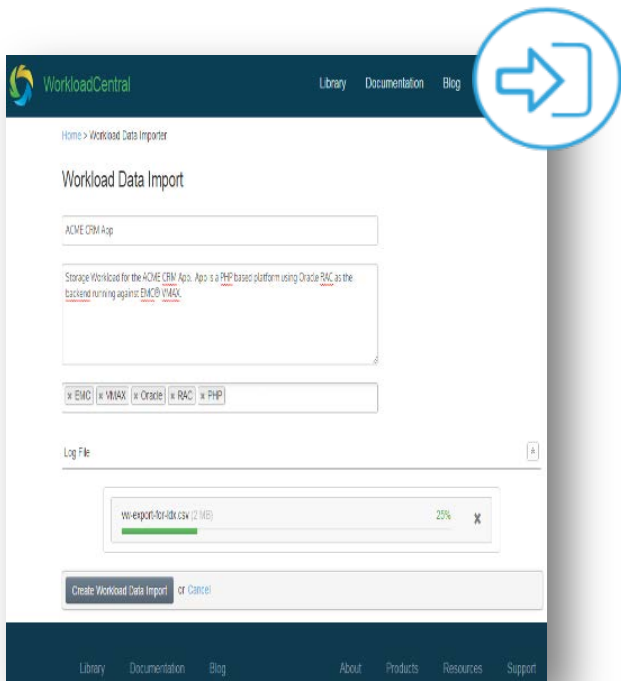 WorkloadCentral
Library Documentation Blog
Home > Workload Data Importer
Workload Data Import
ACME CRM App
Storage Workload for the ACME CRM App. App is a PHP based platform using Oracle RAC as the
backend running against EMC® VMAX.
× EMC × VMAX × Oracle × RAC × PHP
Log File
vw-export-for-ldx.csv (2 MB) 25% ×
Create Workload Data Import or Cancel
Library Documentation Blog About Products Resources Support